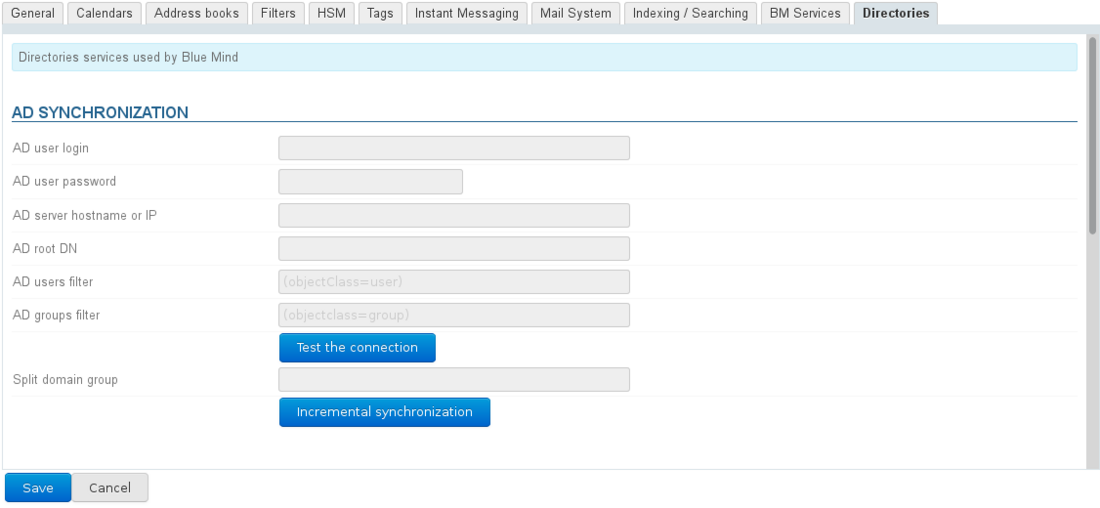 General Calendars Address books Filters HSM Tags Instant Messaging Mail System Indexing / Searching BM Services Directories
Directories services used by Blue Mind
AD SYNCHRONIZATION
AD user login
AD user password
AD server hostname or IP
AD root DN
AD users filter (objectClass=user)
AD groups filter (objectclass=group)
Test the connection
Split domain group
Incremental synchronization
Save Cancel